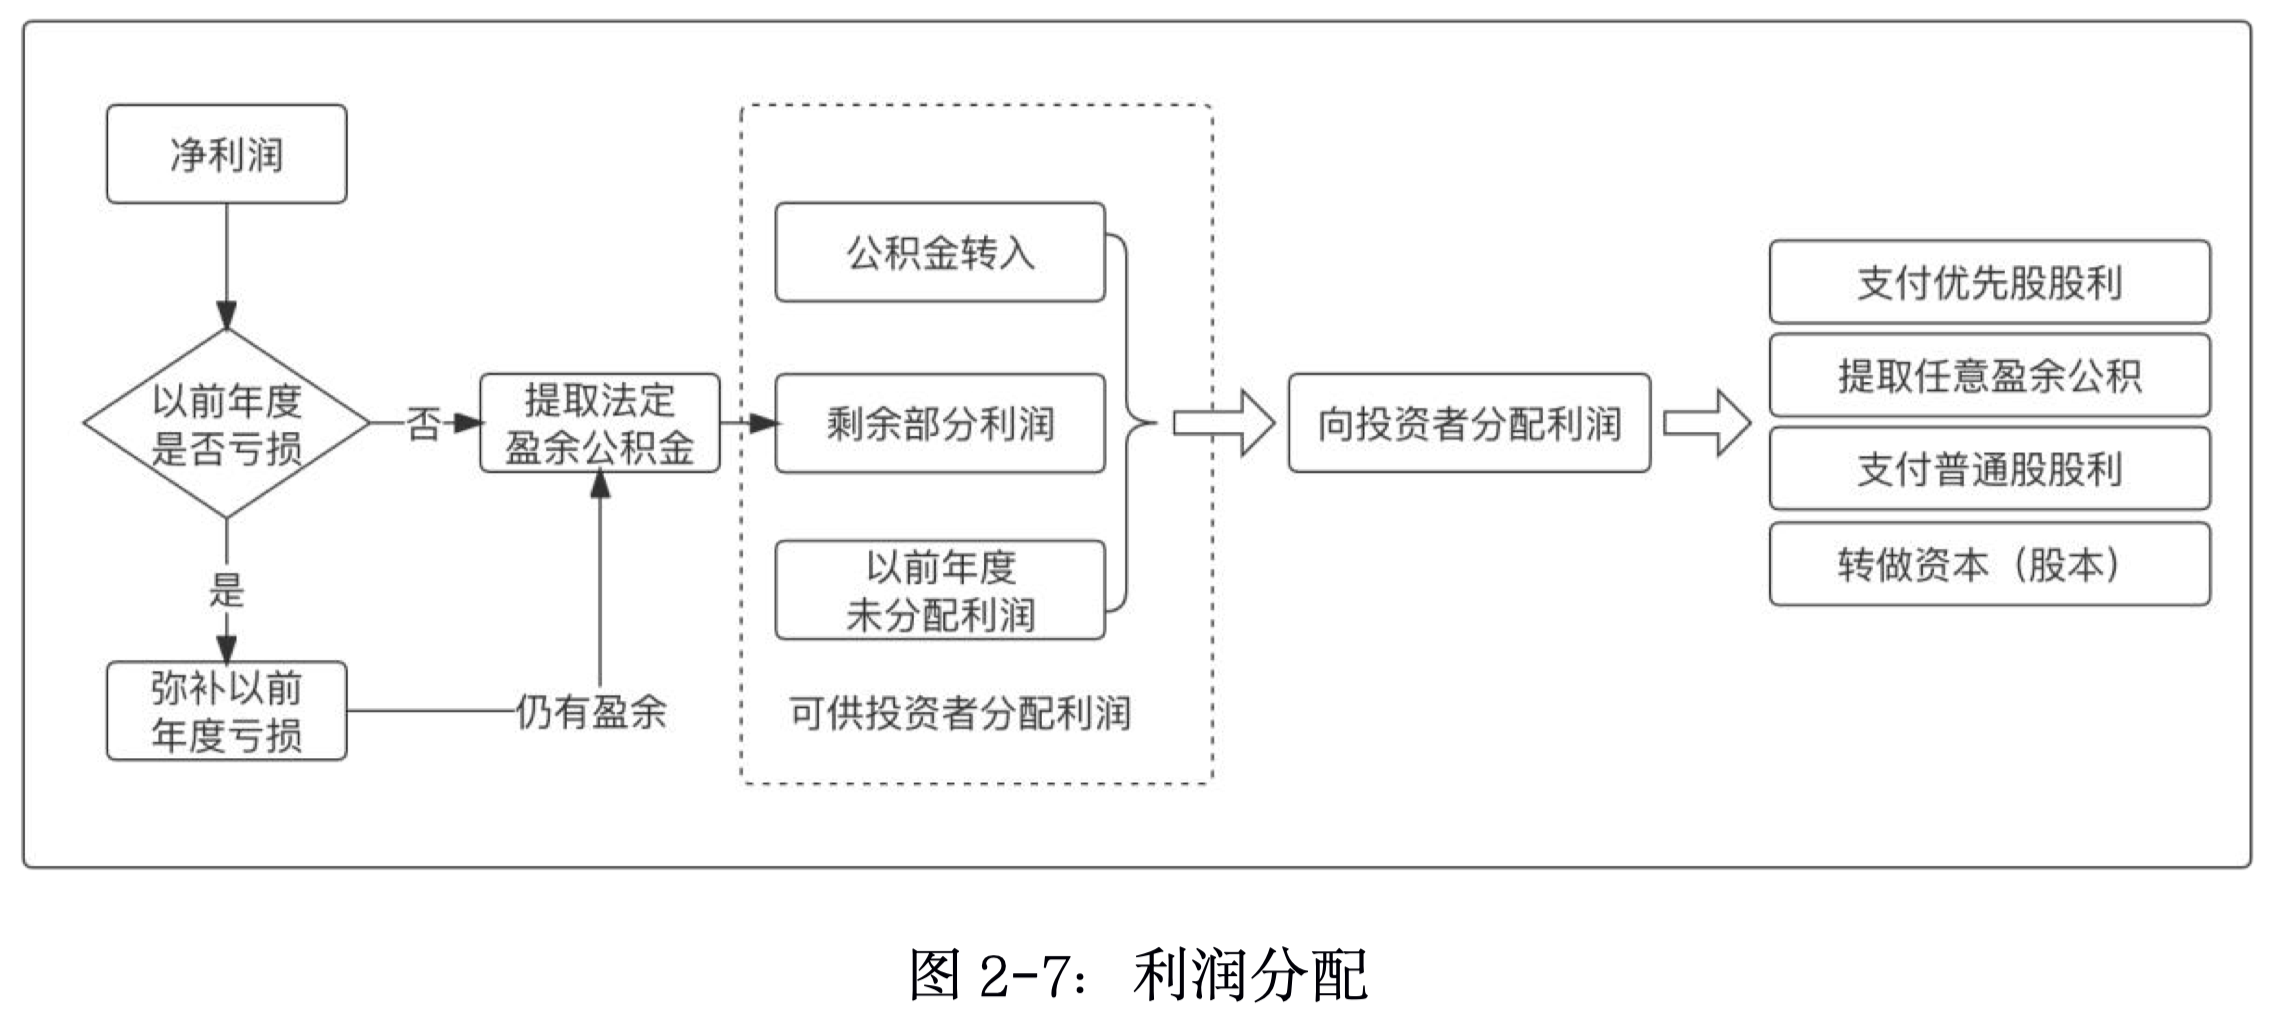 净利润
以前年度
是否亏损
否
是
弥补以前
年度亏损
仍有盈余
提取法定
盈余公积金
公积金转入
剩余部分利润
以前年度
未分配利润
可供投资者分配利润
向投资者分配利润
支付优先股股利
提取任意盈余公积
支付普通股股利
转做资本（股本）
图 2-7： 利润分配